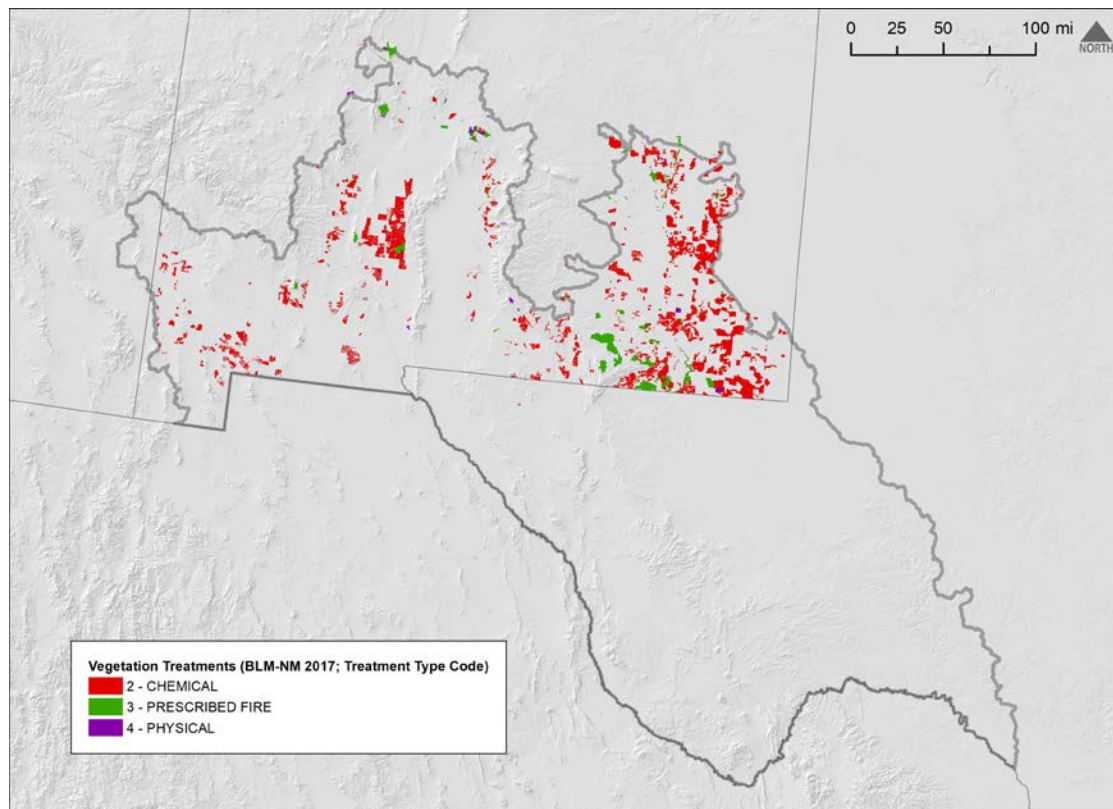 0 25 50 100 mi
NORTH
Vegetation Treatments (BLM-NM 2017; Treatment Type Code)
2 - CHEMICAL
3 - PRESCRIBED FIRE
4 - PHYSICAL